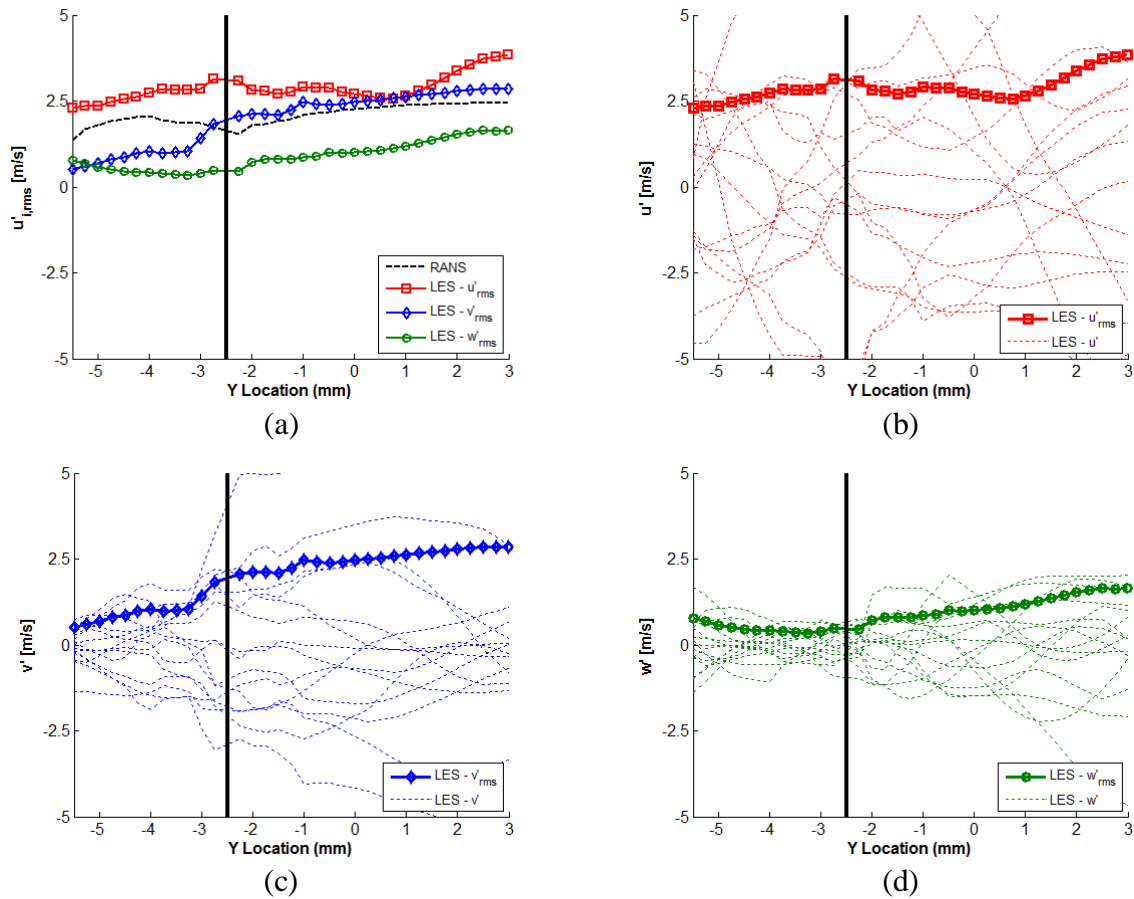 5
2.5
0
-2.5
-5
u'i,rms [m/s]
RANS
LES - u'rms
LES - v'rms
LES - w'rms
-5 -4 -3 -2 -1 0 1 2 3
Y Location (mm)
(a)
5
2.5
0
-2.5
-5
u' [m/s]
LES - u'rms
LES - u'
-5 -4 -3 -2 -1 0 1 2 3
Y Location (mm)
(b)
5
2.5
0
-2.5
-5
v' [m/s]
LES - v'rms
LES - v'
-5 -4 -3 -2 -1 0 1 2 3
Y Location (mm)
(c)
5
2.5
0
-2.5
-5
w' [m/s]
LES - w'rms
LES - w'
-5 -4 -3 -2 -1 0 1 2 3
Y Location (mm)
(d)